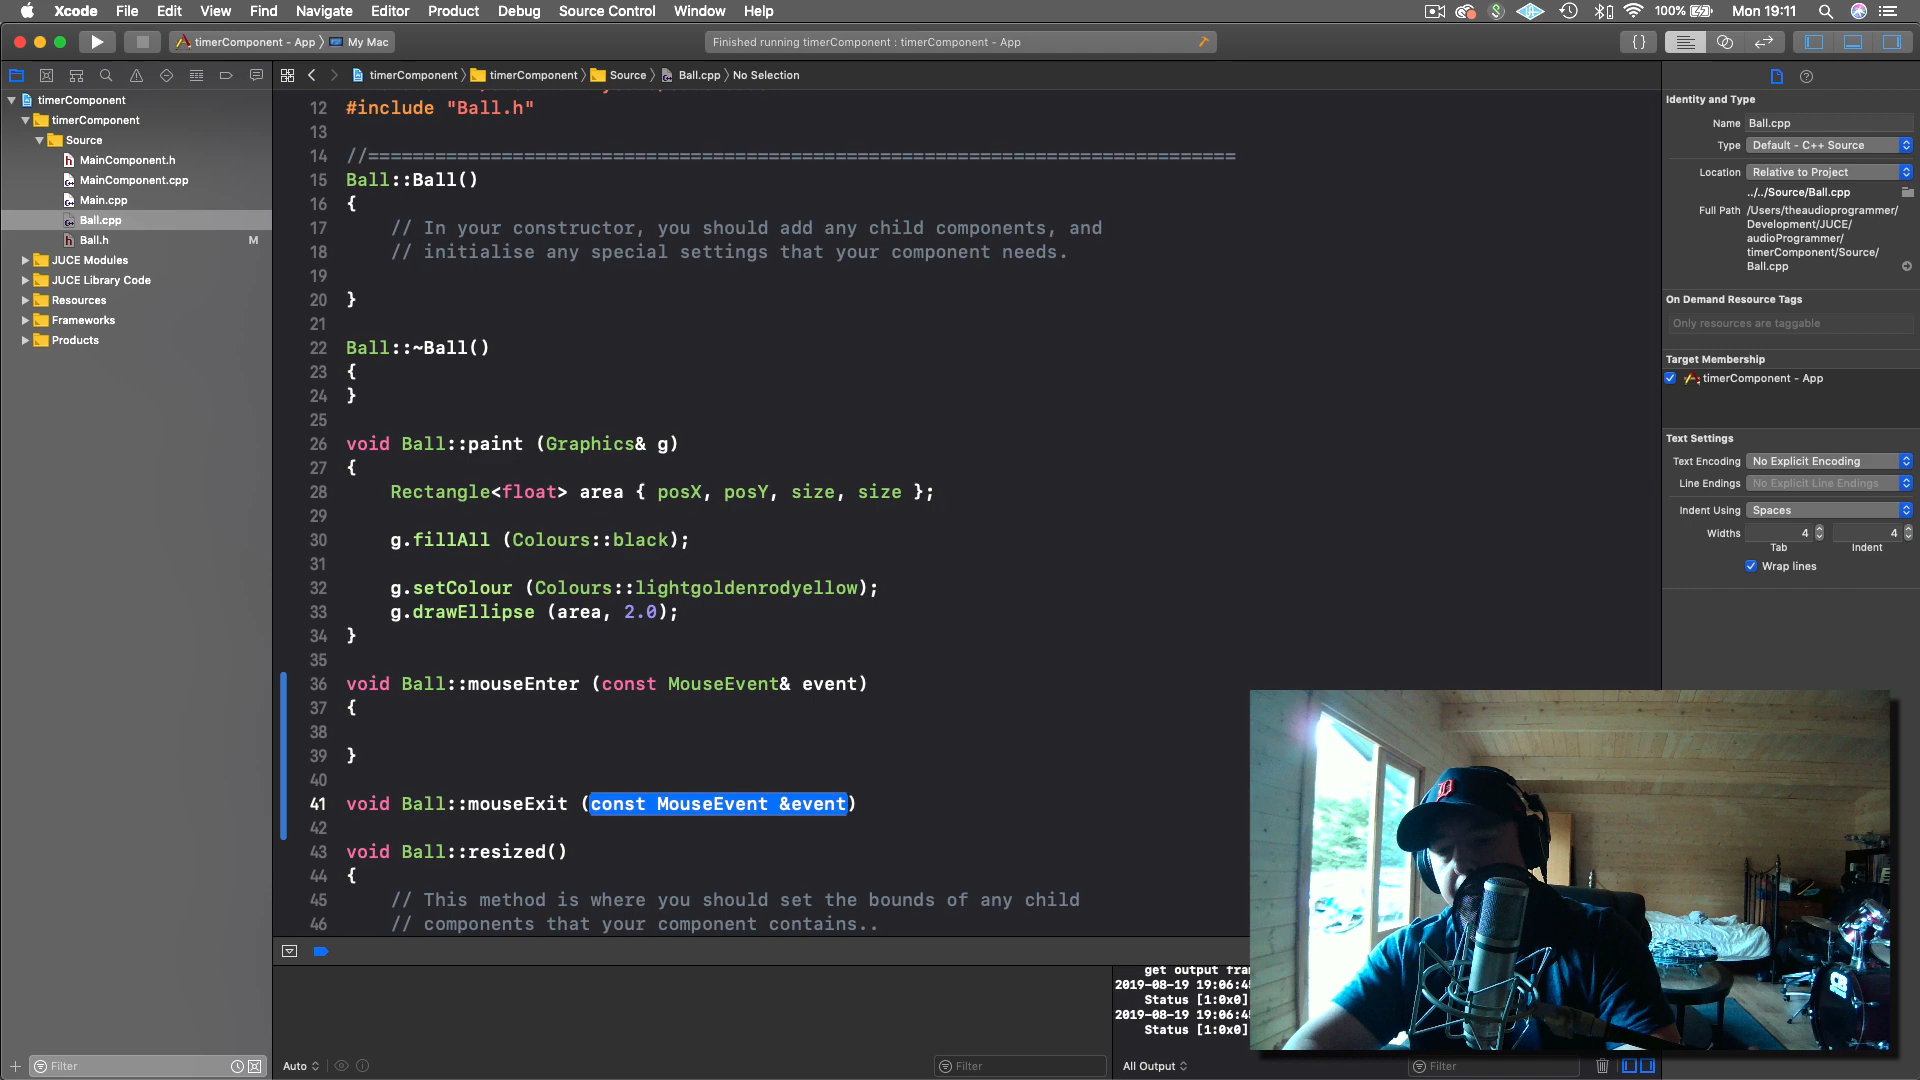 Xcode File Edit View Find Navigate Editor Product Debug Source Control Window Help 100% Mon 19:11
timerComponent - App My Mac Finished running timerComponent : timerComponent - App {}
timerComponent timerComponent Source Ball.cpp No Selection
timerComponent
timerComponent
Source
MainComponent.h
MainComponent.cpp
Main.cpp
Ball.cpp
Ball.h M
JUCE Modules
JUCE Library Code
Resources
Frameworks
Products
12 #include "Ball.h"
13
14 //==============================================================================
15 Ball::Ball()
16 {
17 // In your constructor, you should add any child components, and
18 // initialise any special settings that your component needs.
19
20 }
21
22 Ball::~Ball()
23 {
24 }
25
26 void Ball::paint (Graphics& g)
27 {
28 Rectangle<float> area { posX, posY, size, size };
29
30 g.fillAll (Colours::black);
31
32 g.setColour (Colours::lightgoldenrodyellow);
33 g.drawEllipse (area, 2.0);
34 }
35
36 void Ball::mouseEnter (const MouseEvent& event)
37 {
38
39 }
40
41 void Ball::mouseExit (const MouseEvent &event)
42
43 void Ball::resized()
44 {
45 // This method is where you should set the bounds of any child
46 // components that your component contains..
Identity and Type
Name Ball.cpp
Type Default - C++ Source
Location Relative to Project
../../Source/Ball.cpp
Full Path /Users/theaudioprogrammer/
Development/JUCE/
audioProgrammer/
timerComponent/Source/
Ball.cpp
On Demand Resource Tags
Only resources are taggable
Target Membership
timerComponent - App
Text Settings
Text Encoding No Explicit Encoding
Line Endings No Explicit Line Endings
Indent Using Spaces
Widths 4 4
Tab Indent
Wrap lines
get output fra
2019-08-19 19:06:4
Status [1:0x0]
2019-08-19 19:06:4
Status [1:0x0]
Filter Auto Filter All Output Filter